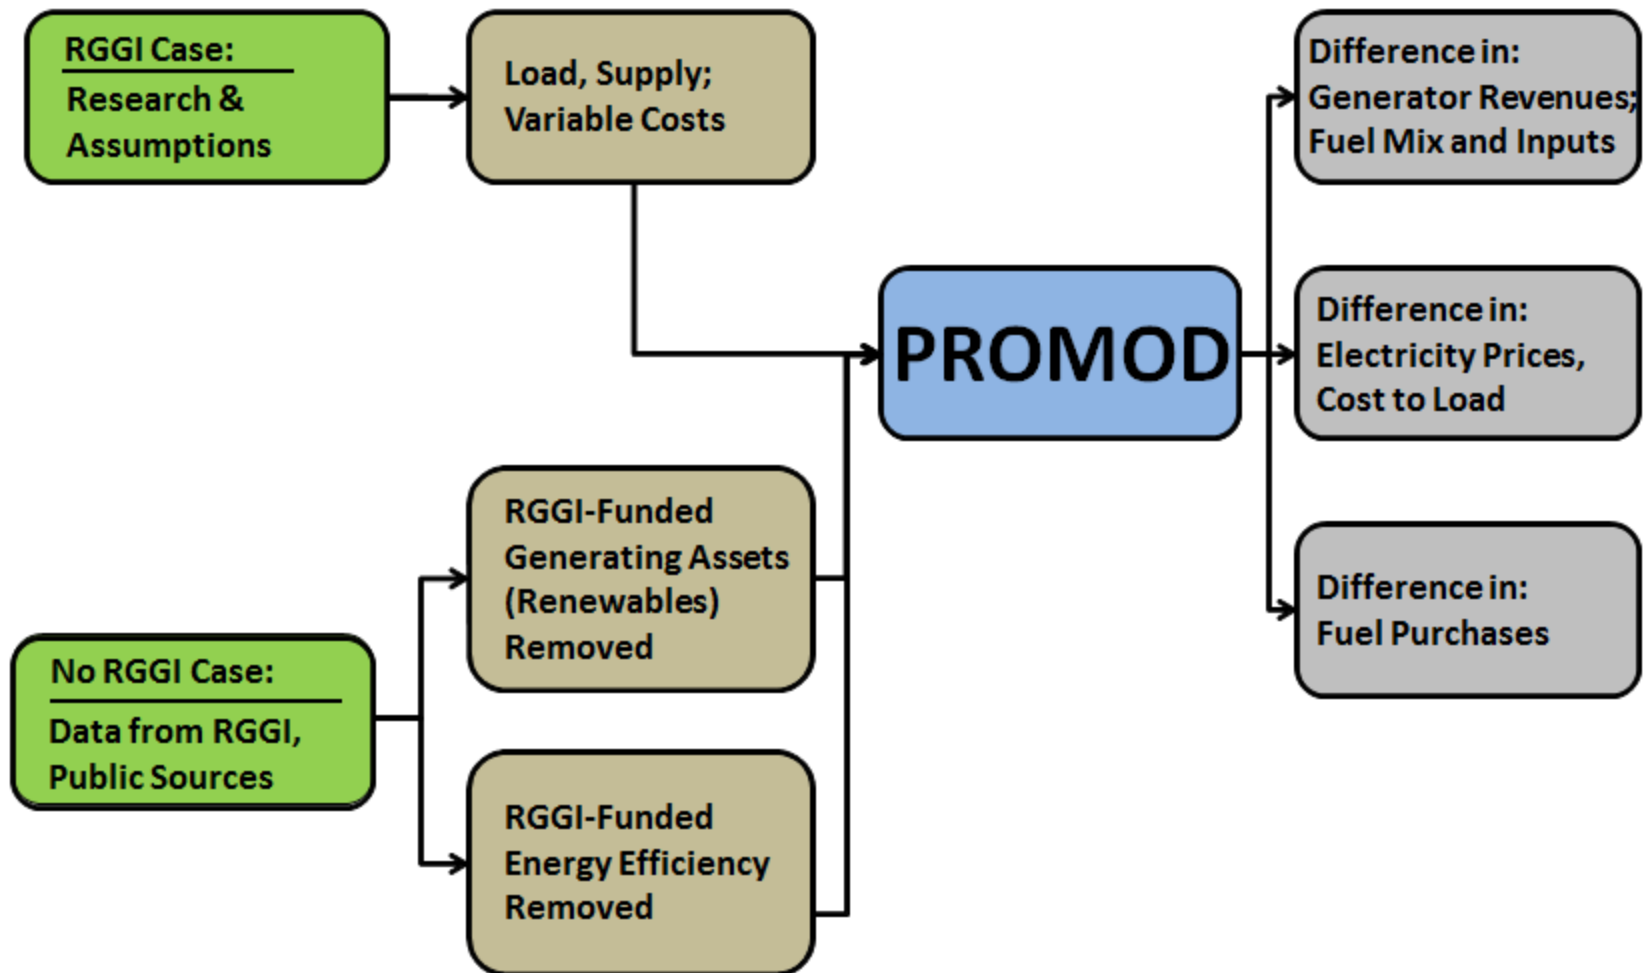 RGGI Case:
Research &
Assumptions
Load, Supply;
Variable Costs
Difference in:
Generator Revenues;
Fuel Mix and Inputs
PROMOD
Difference in:
Electricity Prices,
Cost to Load
RGGI-Funded
Generating Assets
(Renewables)
Removed
Difference in:
Fuel Purchases
No RGGI Case:
Data from RGGI,
Public Sources
RGGI-Funded
Energy Efficiency
Removed